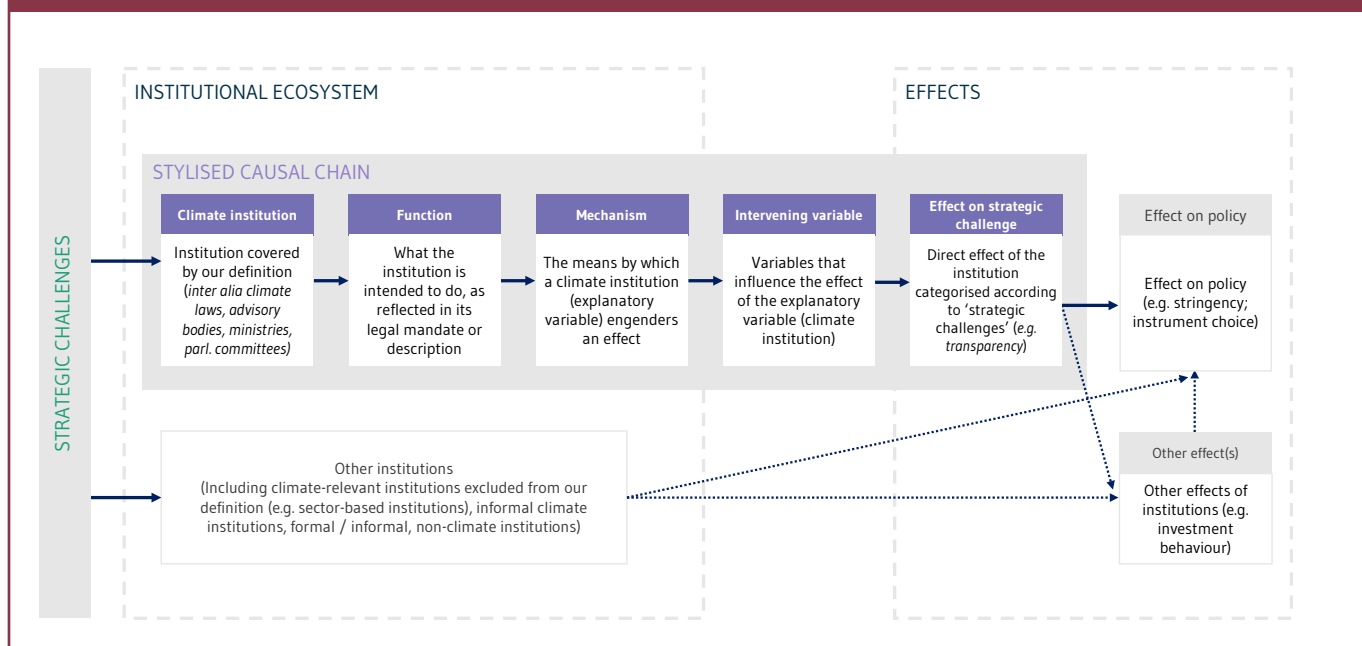 STRATEGIC CHALLENGES
INSTITUTIONAL ECOSYSTEM
EFFECTS
STYLISED CAUSAL CHAIN
Climate institution
Institution covered
by our definition
(inter alia climate
laws, advisory
bodies, ministries,
parl. committees)
Function
What the
institution is
intended to do, as
reflected in its
legal mandate or
description
Mechanism
The means by which
a climate institution
(explanatory
variable) engenders
an effect
Intervening variable
Variables that
influence the effect
of the explanatory
variable (climate
institution)
Effect on strategic
challenge
Direct effect of the
institution
categorised according
to ‘strategic
challenges’ (e.g.
transparency)
Effect on policy
Effect on policy
(e.g. stringency;
instrument choice)
Other institutions
(Including climate-relevant institutions excluded from our
definition (e.g. sector-based institutions), informal climate
institutions, formal / informal, non-climate institutions)
Other effect(s)
Other effects of
institutions (e.g.
investment
behaviour)